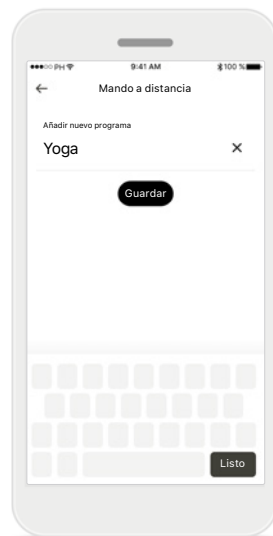 ●●●○○ PH 9:41 AM 100 %
Mando a distancia
Añadir nuevo programa
Yoga ×
Guardar
Listo